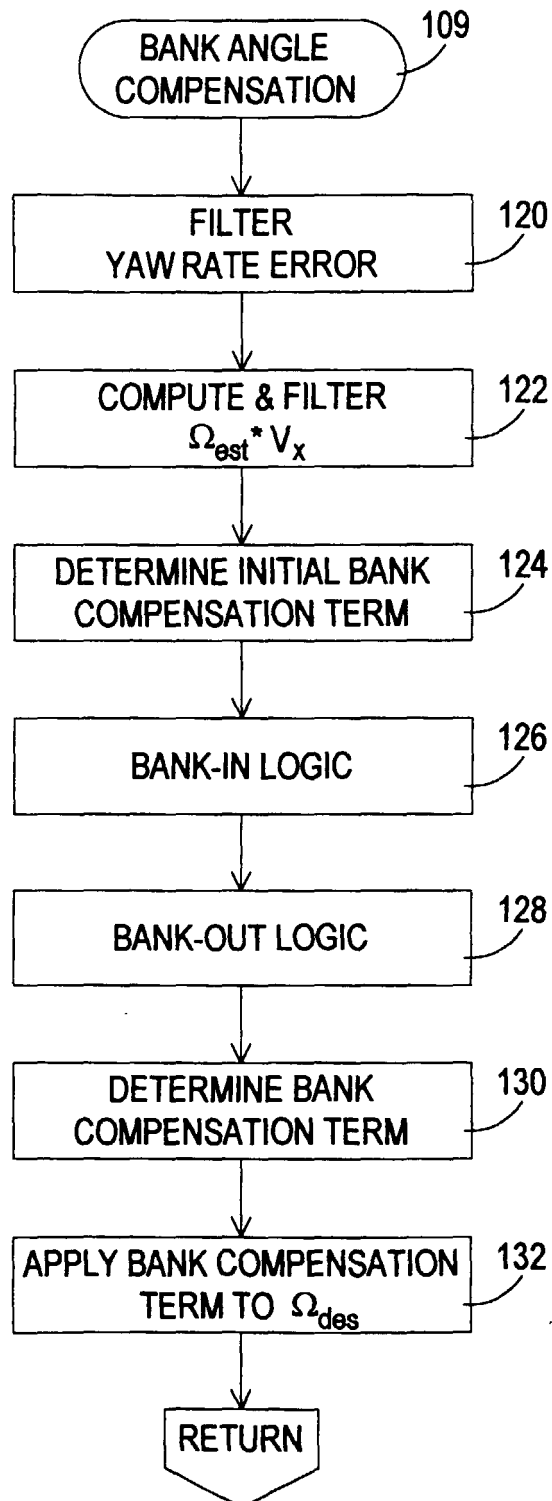 BANK ANGLE
COMPENSATION
109
FILTER
YAW RATE ERROR
120
COMPUTE & FILTER
Ωest* Vx
122
DETERMINE INITIAL BANK
COMPENSATION TERM
124
BANK-IN LOGIC
126
BANK-OUT LOGIC
128
DETERMINE BANK
COMPENSATION TERM
130
APPLY BANK COMPENSATION
TERM TO Ωdes
132
RETURN